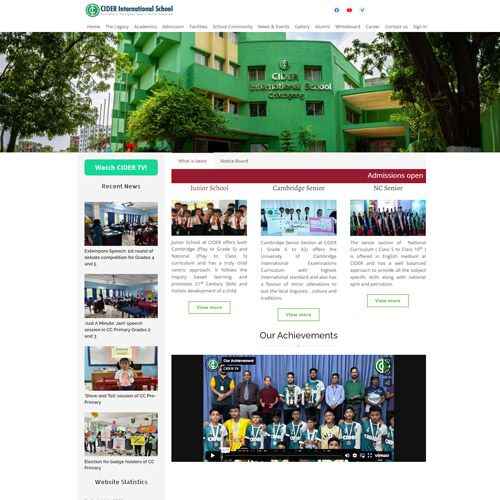 CIDER International School
Home The Legacy Academics Admission Facilities School Community News & Events Gallery Alumni Whiteboard Career Contact us Sign in
CIDER
International School
Chittagong
Watch CIDER TV!
Recent News
Extempore Speech: 1st round of
debate competition for Grades 4
and 5
'Just A Minute: Jam' speech
session in CC Primary Grades 2
and 3
'Show and Tell' session of CC Pre-
Primary
Election for badge holders of CC
Primary
Website Statistics
What is latest Notice Board
Admissions open
Junior School
Junior School at CIDER offers both
Cambridge (Play to Grade 5) and
National (Play to Class 5)
curriculum and has a truly child
centric approach. It follows the
inquiry based learning and
promotes 21st Century Skills and
holistic development of a child.
View more
Cambridge Senior
Cambridge Senior Section at CIDER
( Grade 6 to A2) offers the
University of Cambridge
International Examinations
Curriculum with highest
international standard and also has
a flavour of minor alterations to
suit the local linguistic , culture and
traditions.
View more
NC Senior
The senior section of National
Curriculum ( Class 5 to Class 10th )
is offered in English medium at
CIDER and has a well balanced
approach to provide all the subject
specific skills along with national
spirit and patriotism.
View more
Our Achievements
Our Achievement
CIDER TV
vimeo